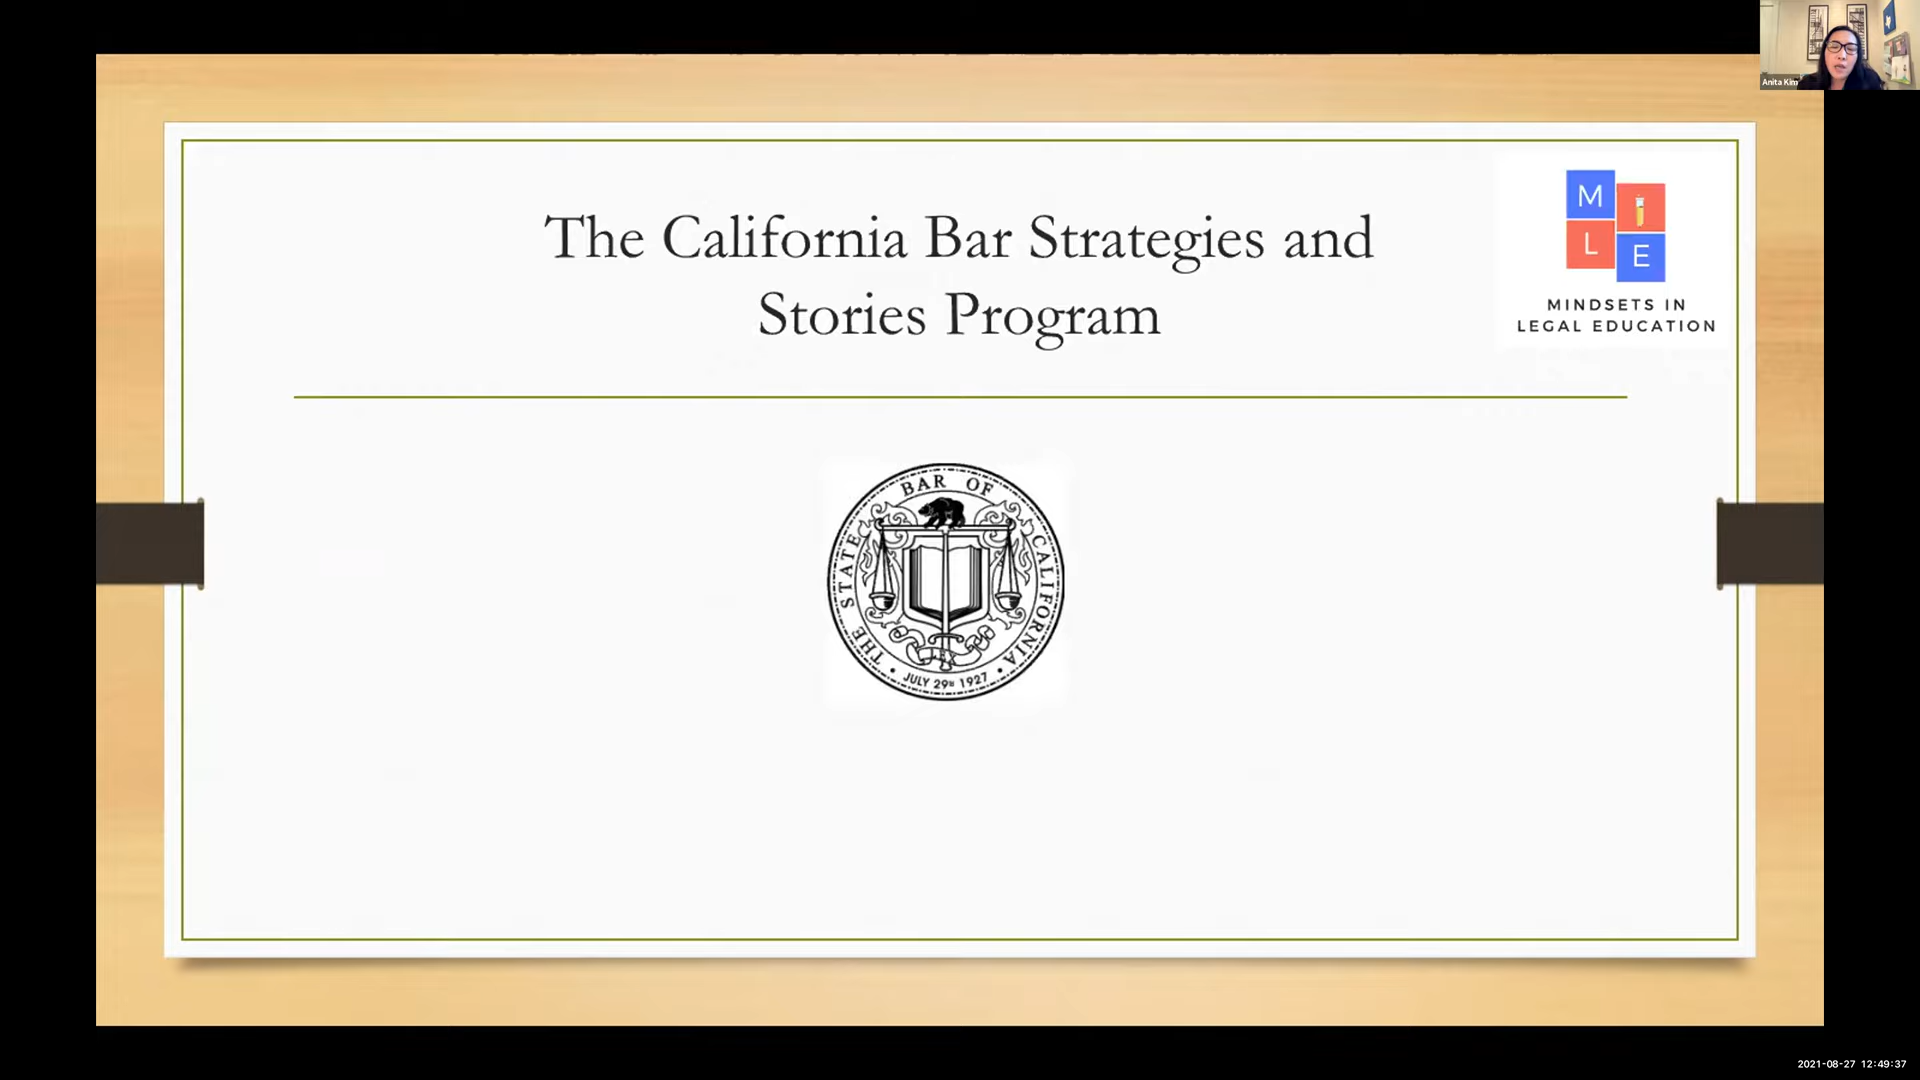 Anita Kim
The California Bar Strategies and
Stories Program
M
L
E
MINDSETS IN
LEGAL EDUCATION
THE STATE BAR OF CALIFORNIA
LEX
JULY 29TH 1927
2021-08-27 12:49:37